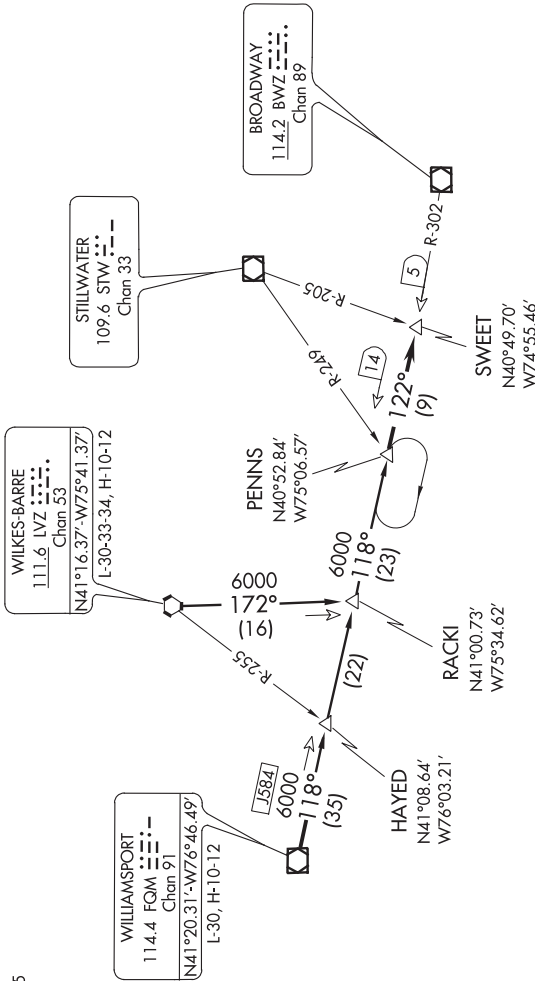 5
WILLIAMSPORT
114.4 FQM
Chan 91
N41°20.31'-W76°46.49'
L-30, H-10-12
WILKES-BARRE
111.6 LVZ
Chan 53
N41°16.37'-W75°41.37'
L-30-33-34, H-10-12
STILLWATER
109.6 STW
Chan 33
BROADWAY
114.2 BWZ
Chan 89
J584
6000
118°
(35)
R-255
HAYED
N41°08.64'
W76°03.21'
(22)
6000
172°
(16)
RACKI
N41°00.73'
W75°34.62'
6000
118°
(23)
PENNS
N40°52.84'
W75°06.57'
R-249
R-205
14
122°
(9)
SWEET
N40°49.70'
W74°55.46'
5
R-302